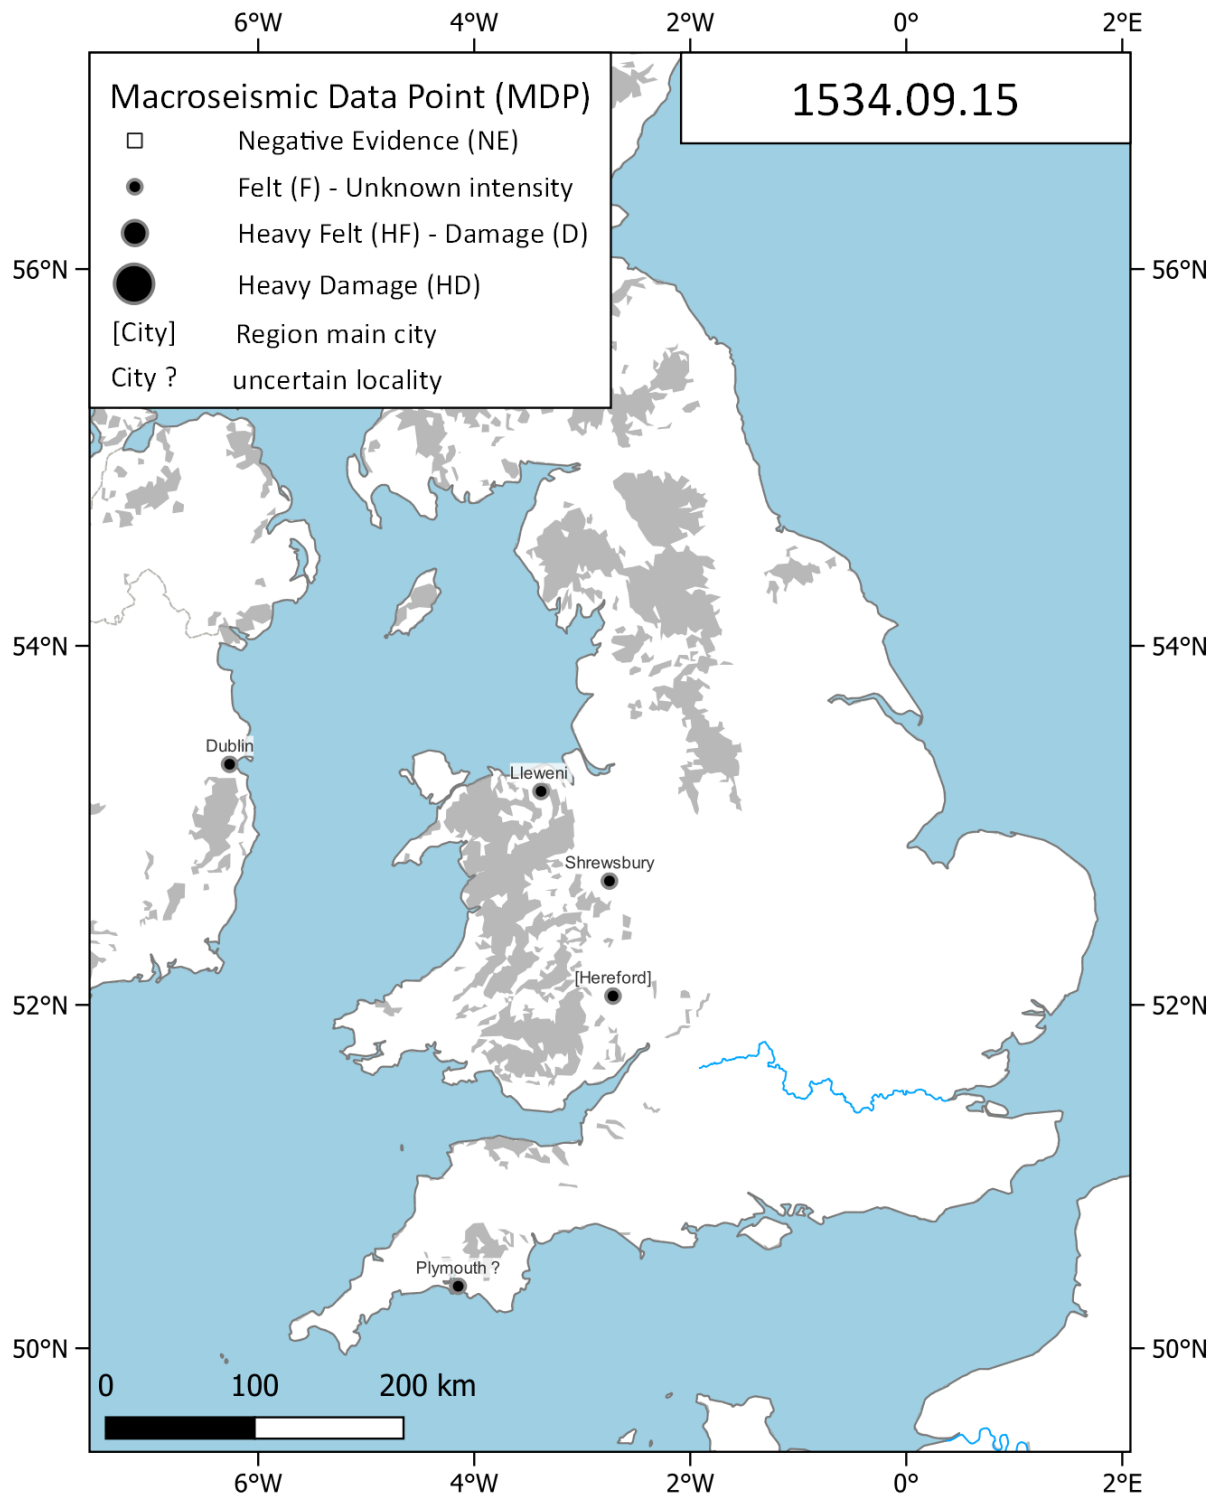 6°W 4°W 2°W 0° 2°E
Macroseismic Data Point (MDP)
Negative Evidence (NE)
Felt (F) - Unknown intensity
Heavy Felt (HF) - Damage (D)
Heavy Damage (HD)
[City] Region main city
City ? uncertain locality
1534.09.15
56°N 56°N
54°N 54°N
Dublin
Lleweni
Shrewsbury
[Hereford]
52°N 52°N
Plymouth ?
50°N 50°N
0 100 200 km
6°W 4°W 2°W 0° 2°E